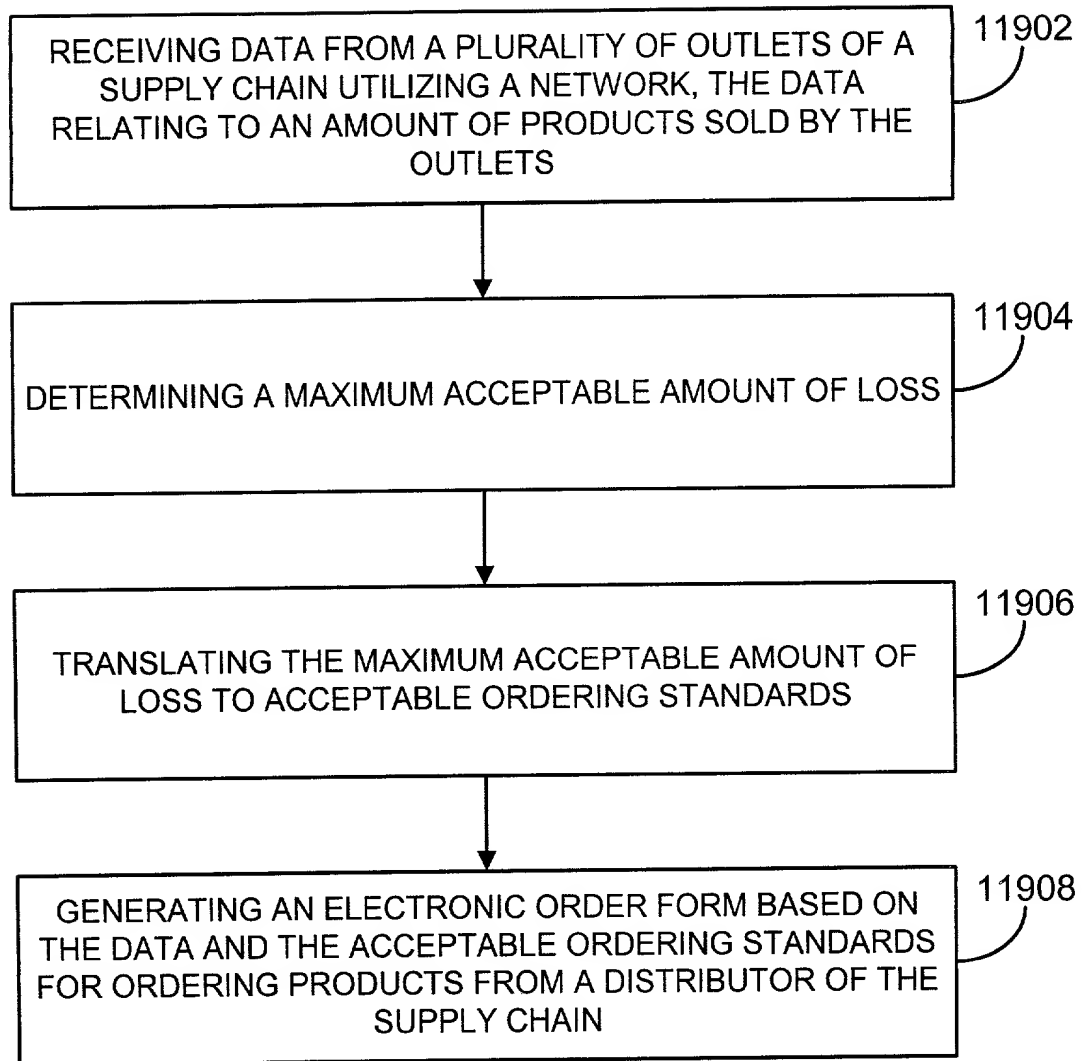 RECEIVING DATA FROM A PLURALITY OF OUTLETS OF A
SUPPLY CHAIN UTILIZING A NETWORK, THE DATA
RELATING TO AN AMOUNT OF PRODUCTS SOLD BY THE
OUTLETS
11902
DETERMINING A MAXIMUM ACCEPTABLE AMOUNT OF LOSS
11904
TRANSLATING THE MAXIMUM ACCEPTABLE AMOUNT OF
LOSS TO ACCEPTABLE ORDERING STANDARDS
11906
GENERATING AN ELECTRONIC ORDER FORM BASED ON
THE DATA AND THE ACCEPTABLE ORDERING STANDARDS
FOR ORDERING PRODUCTS FROM A DISTRIBUTOR OF THE
SUPPLY CHAIN
11908